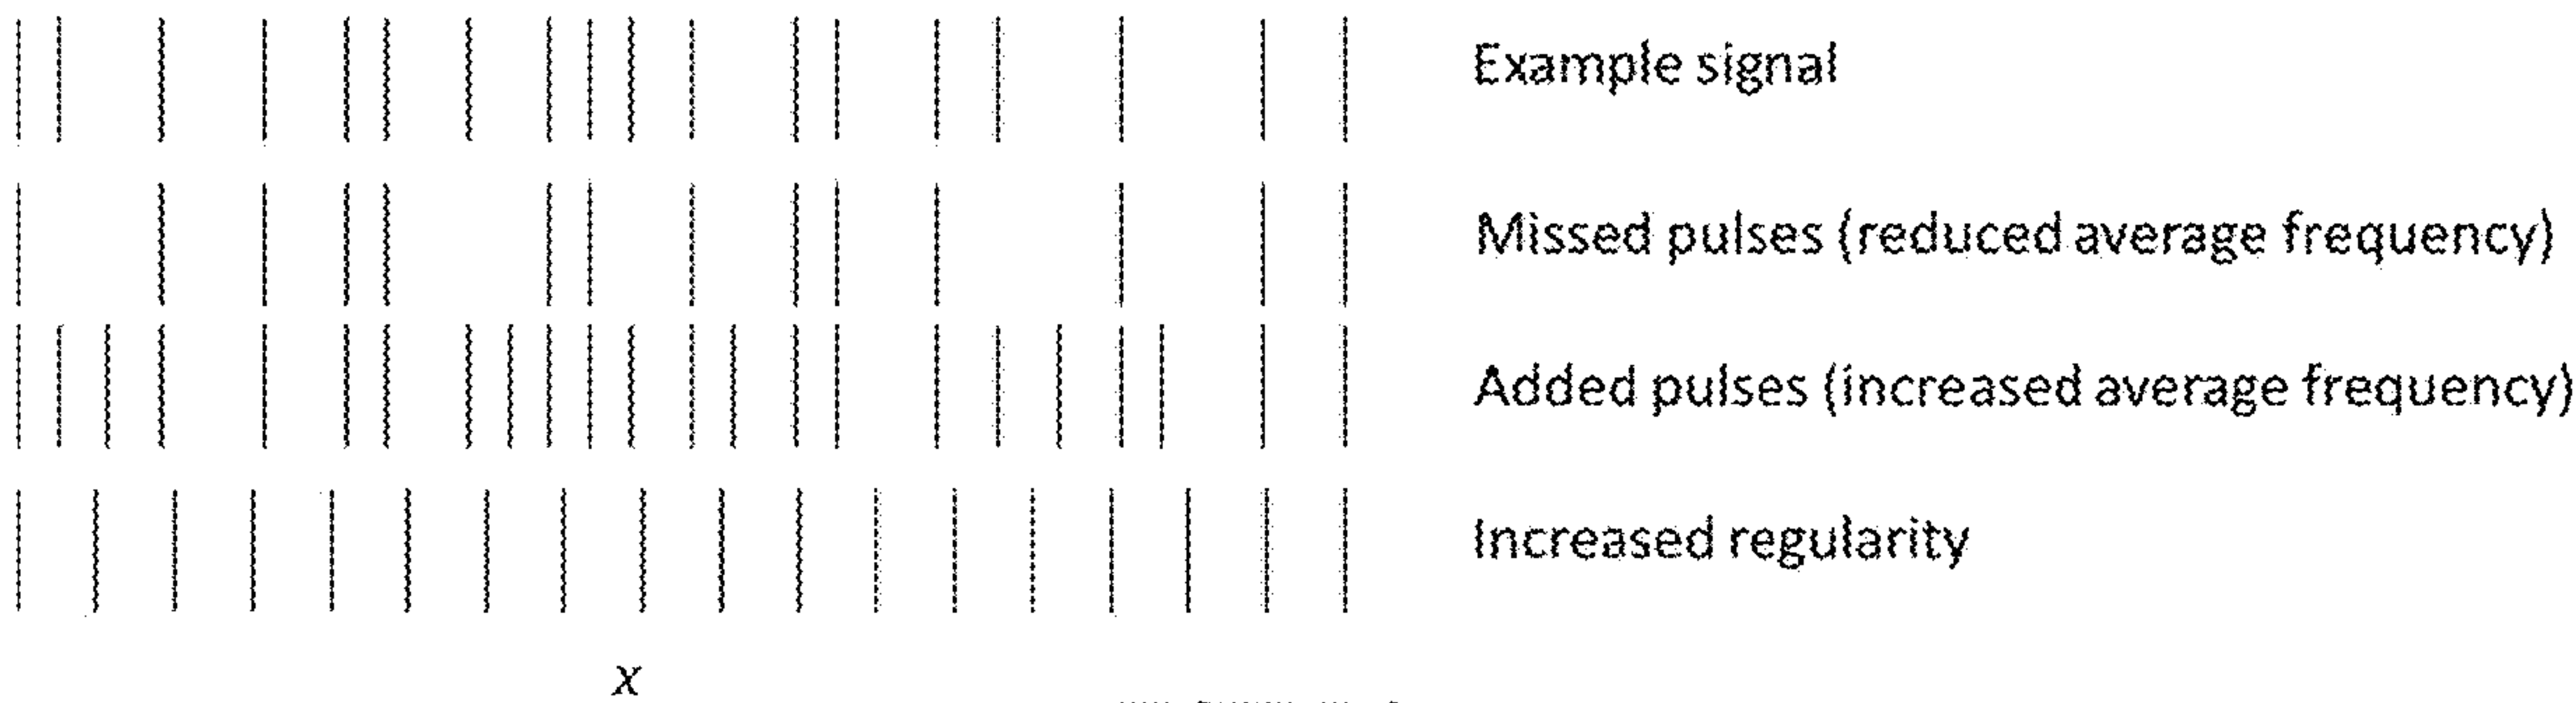 Example signal
Missed pulses (reduced average frequency)
Added pulses (increased average frequency)
Increased regularity
x